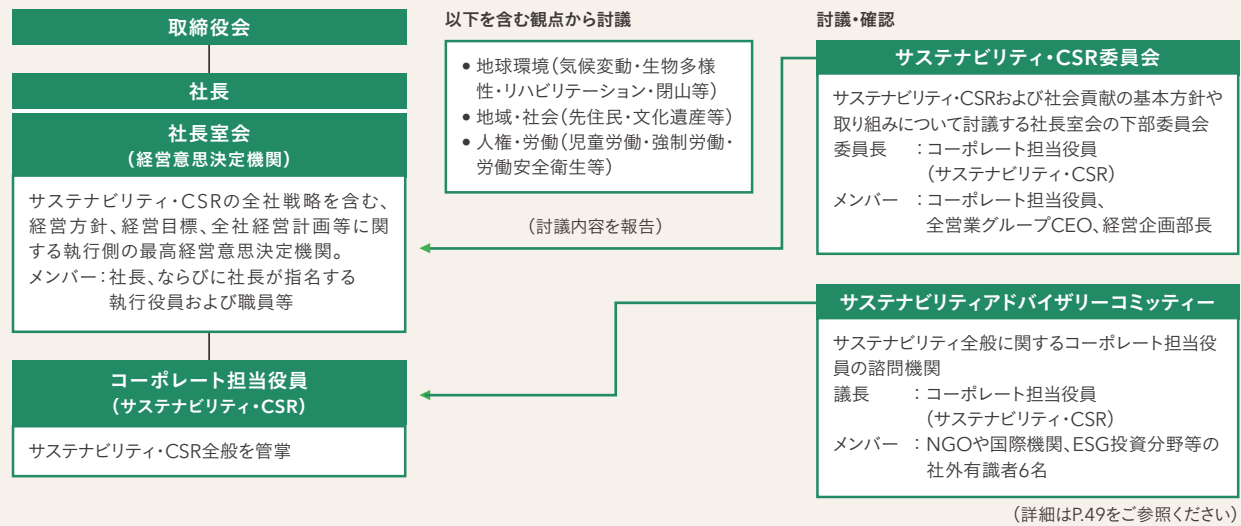 取締役会
社長
社長室会
(経営意思決定機関)
サステナビリティ・CSRの全社戦略を含む、
経営方針、経営目標、全社経営計画等に関
する執行側の最高経営意思決定機関。
メンバー：社長、ならびに社長が指名する
執行役員および職員等
コーポレート担当役員
(サステナビリティ・CSR)
サステナビリティ・CSR全般を管掌
以下を含む観点から討議
● 地球環境(気候変動・生物多様
性・リハビリテーション・閉山等)
● 地域・社会(先住民・文化遺産等)
● 人権・労働(児童労働・強制労働・
労働安全衛生等)
(討議内容を報告)
討議・確認
サステナビリティ・CSR委員会
サステナビリティ・CSRおよび社会貢献の基本方針や
取り組みについて討議する社長室会の下部委員会
委員長 ：コーポレート担当役員
(サステナビリティ・CSR)
メンバー ：コーポレート担当役員、
全営業グループCEO、経営企画部長
サステナビリティアドバイザリーコミッティー
サステナビリティ全般に関するコーポレート担当役
員の諮問機関
議長 ：コーポレート担当役員
(サステナビリティ・CSR)
メンバー ：NGOや国際機関、ESG投資分野等の
社外有識者6名
(詳細はP.49をご参照ください)